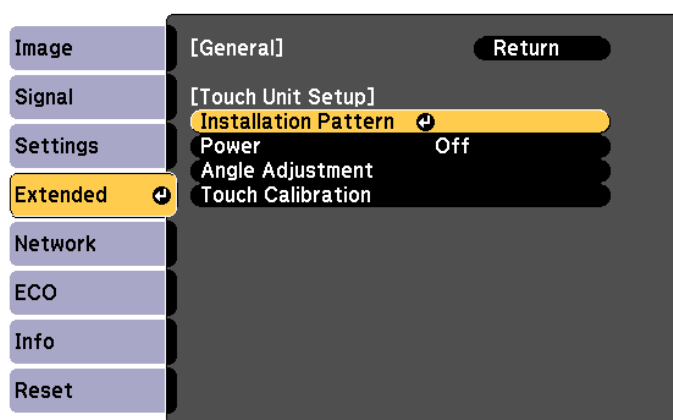 Image
Signal
Settings
Extended
Network
ECO
Info
Reset
[General] Return
[Touch Unit Setup]
Installation Pattern
Power Off
Angle Adjustment
Touch Calibration